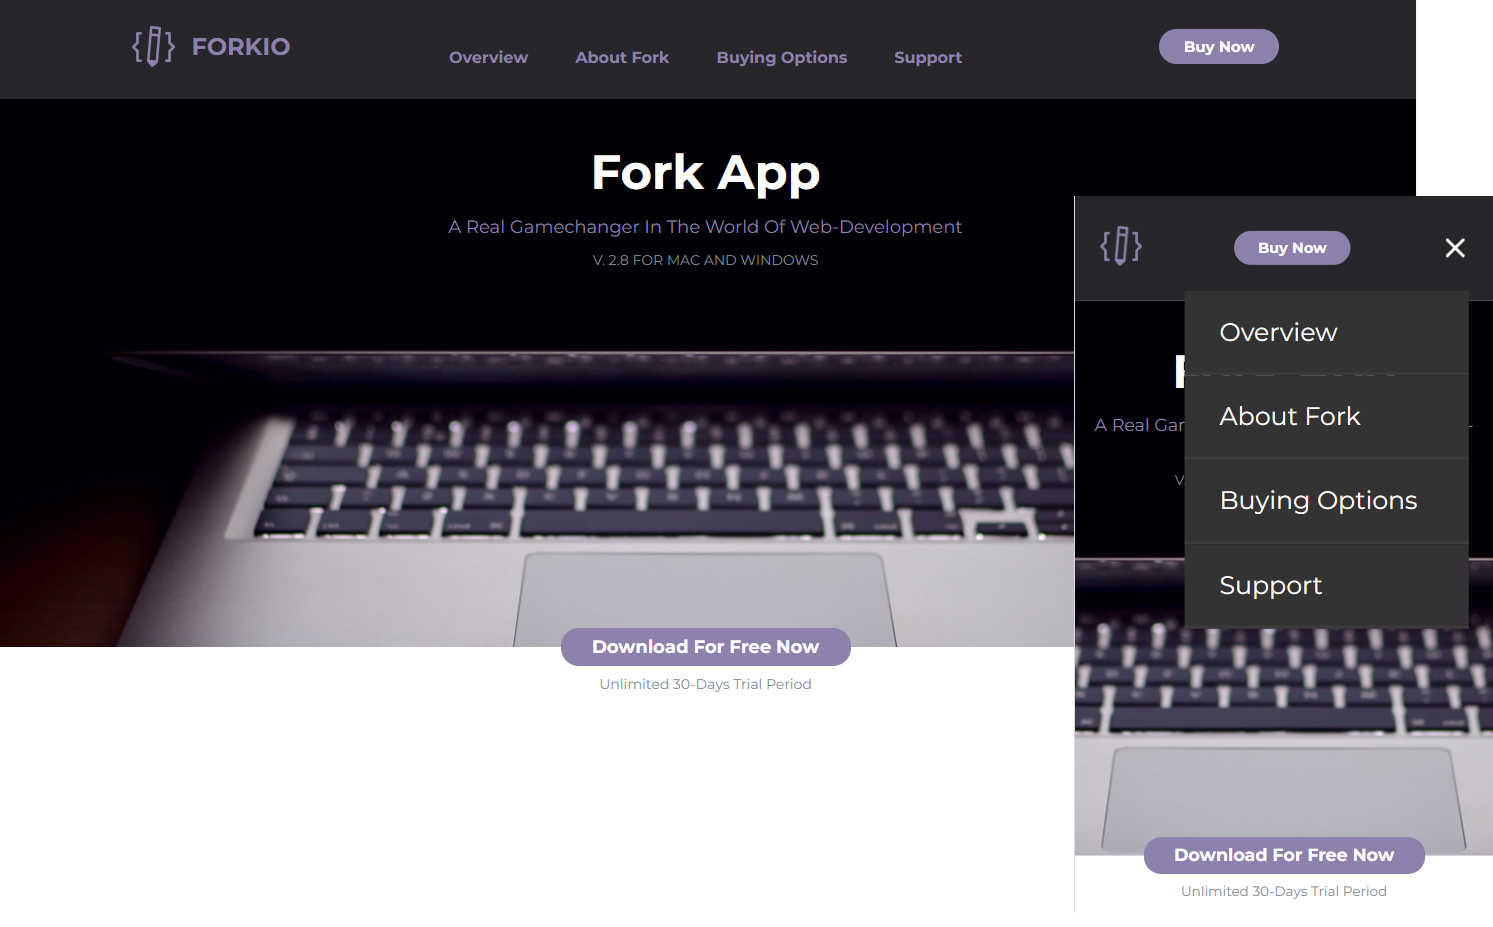 FORKIO
Overview About Fork Buying Options Support
Buy Now
Fork App
A Real Gamechanger In The World Of Web-Development
V. 2.8 FOR MAC AND WINDOWS
Download For Free Now
Unlimited 30-Days Trial Period
Buy Now
Overview
About Fork
A Real
Buying Options
Support
Download For Free Now
Unlimited 30-Days Trial Period